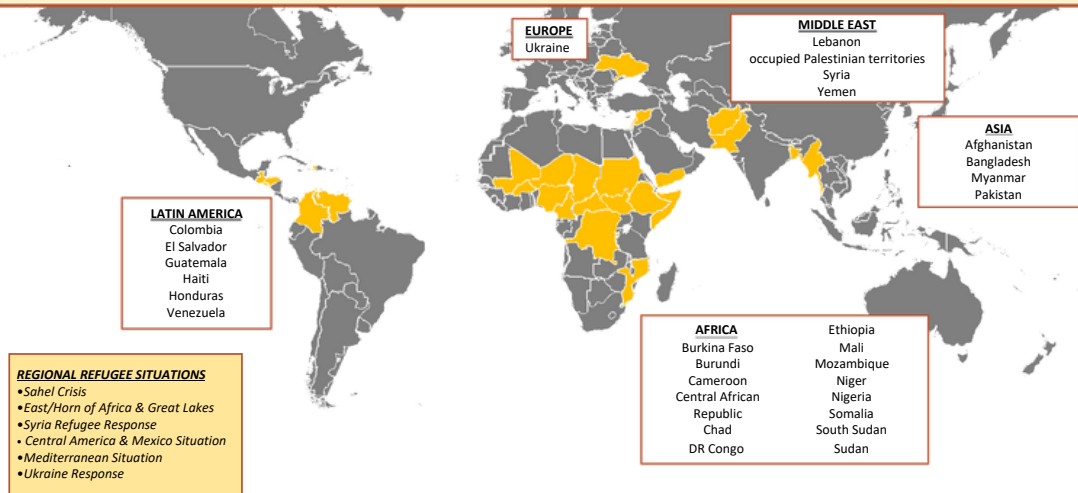 EUROPE
Ukraine
MIDDLE EAST
Lebanon
occupied Palestinian territories
Syria
Yemen
ASIA
Afghanistan
Bangladesh
Myanmar
Pakistan
LATIN AMERICA
Colombia
El Salvador
Guatemala
Haiti
Honduras
Venezuela
AFRICA
Burkina Faso
Burundi
Cameroon
Central African
Republic
Chad
DR Congo
Ethiopia
Mali
Mozambique
Niger
Nigeria
Somalia
South Sudan
Sudan
REGIONAL REFUGEE SITUATIONS
•Sahel Crisis
•East/Horn of Africa & Great Lakes
•Syria Refugee Response
• Central America & Mexico Situation
•Mediterranean Situation
•Ukraine Response